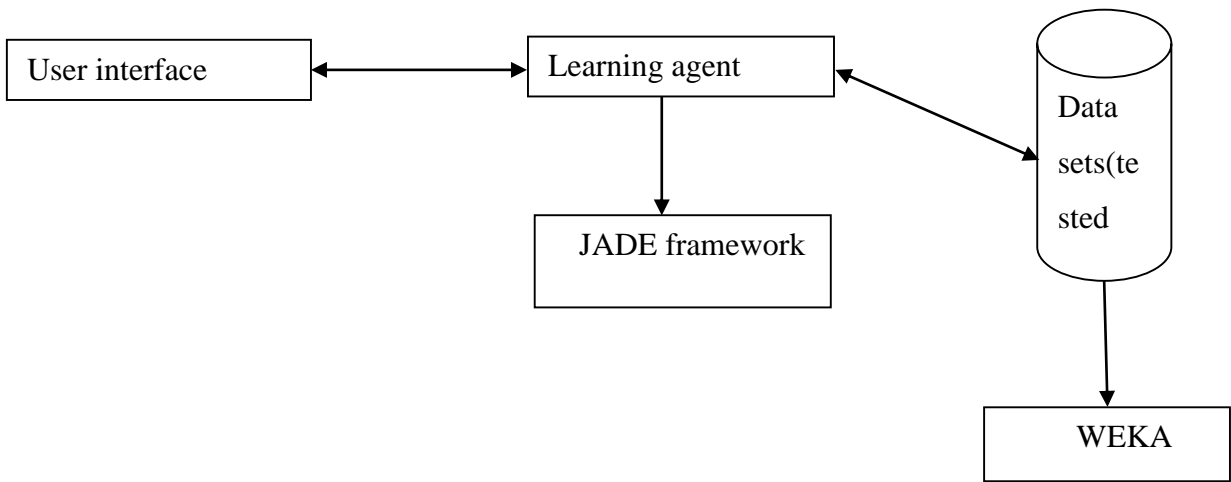 User interface
Learning agent
Data
sets(te
sted
JADE framework
WEKA